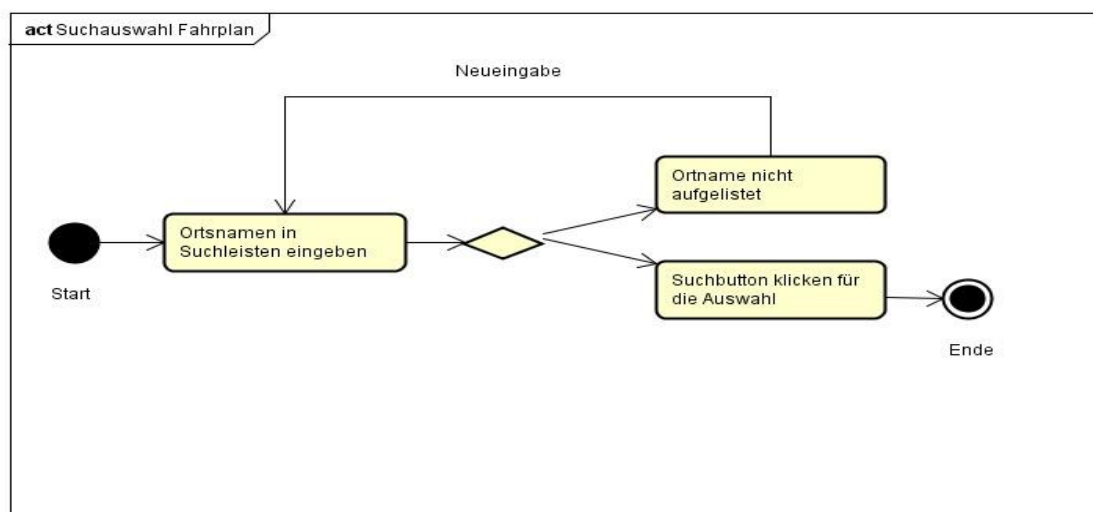 act Suchauswahl Fahrplan
Neueingabe
Ortname nicht
aufgelistet
Ortsnamen in
Suchleisten eingeben
Start
Suchbutton klicken für
die Auswahl
Ende